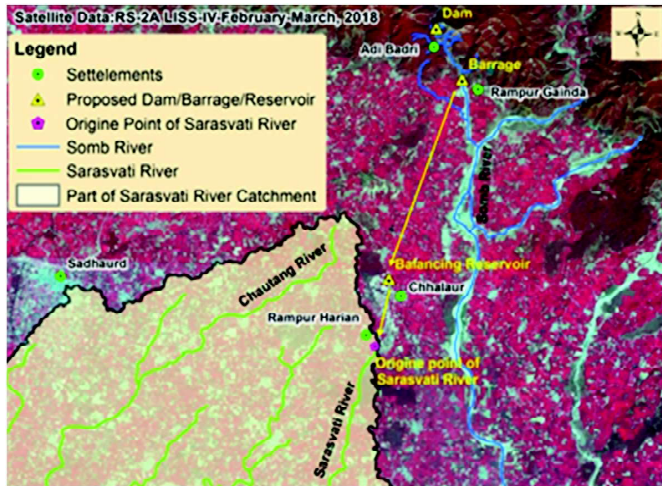 Satellite Data:RS-2A LISS-IV-February-March, 2018
Legend
Settelements
Proposed Dam/Barrage/Reservoir
Origine Point of Sarasvati River
Somb River
Sarasvati River
Part of Sarasvati River Catchment
Dam
Adi Badri
Barrage
Rampur Gainda
Somb River
Balancing Reservoir
Chhalaur
Sadhaurd
Chautang River
Rampur Harian
Origine point of
Sarasvati River
Sarasvati River
N